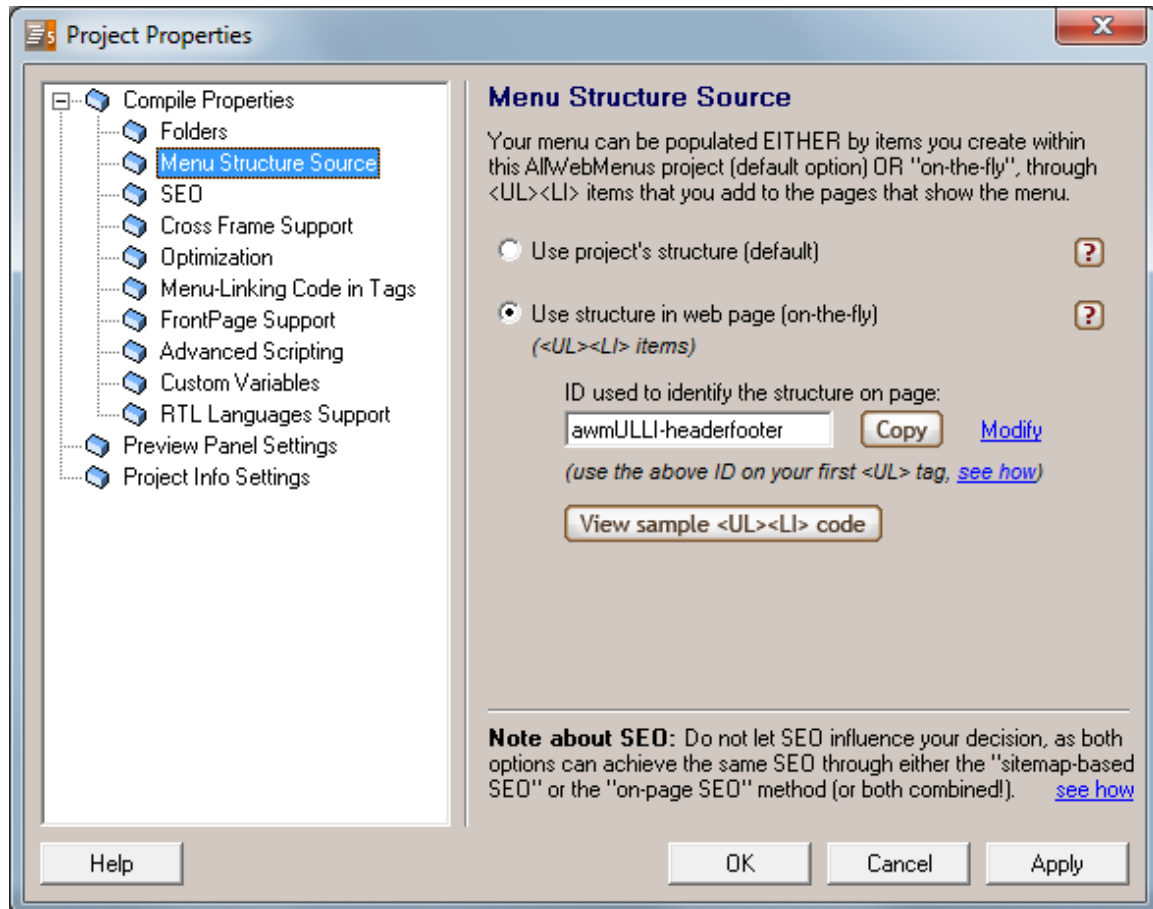 Project Properties
Compile Properties
Folders
Menu Structure Source
SEO
Cross Frame Support
Optimization
Menu-Linking Code in Tags
FrontPage Support
Advanced Scripting
Custom Variables
RTL Languages Support
Preview Panel Settings
Project Info Settings
Menu Structure Source
Your menu can be populated EITHER by items you create within
this AllWebMenus project (default option) OR "on-the-fly", through
<UL><LI> items that you add to the pages that show the menu.
Use project's structure (default)
?
Use structure in web page (on-the-fly)
?
(<UL><LI> items)
ID used to identify the structure on page:
awmULLI-headerfooter Copy Modify
(use the above ID on your first <UL> tag, see how)
View sample <UL><LI> code
Note about SEO: Do not let SEO influence your decision, as both
options can achieve the same SEO through either the "sitemap-based
SEO" or the "on-page SEO" method (or both combined!). see how
Help OK Cancel Apply